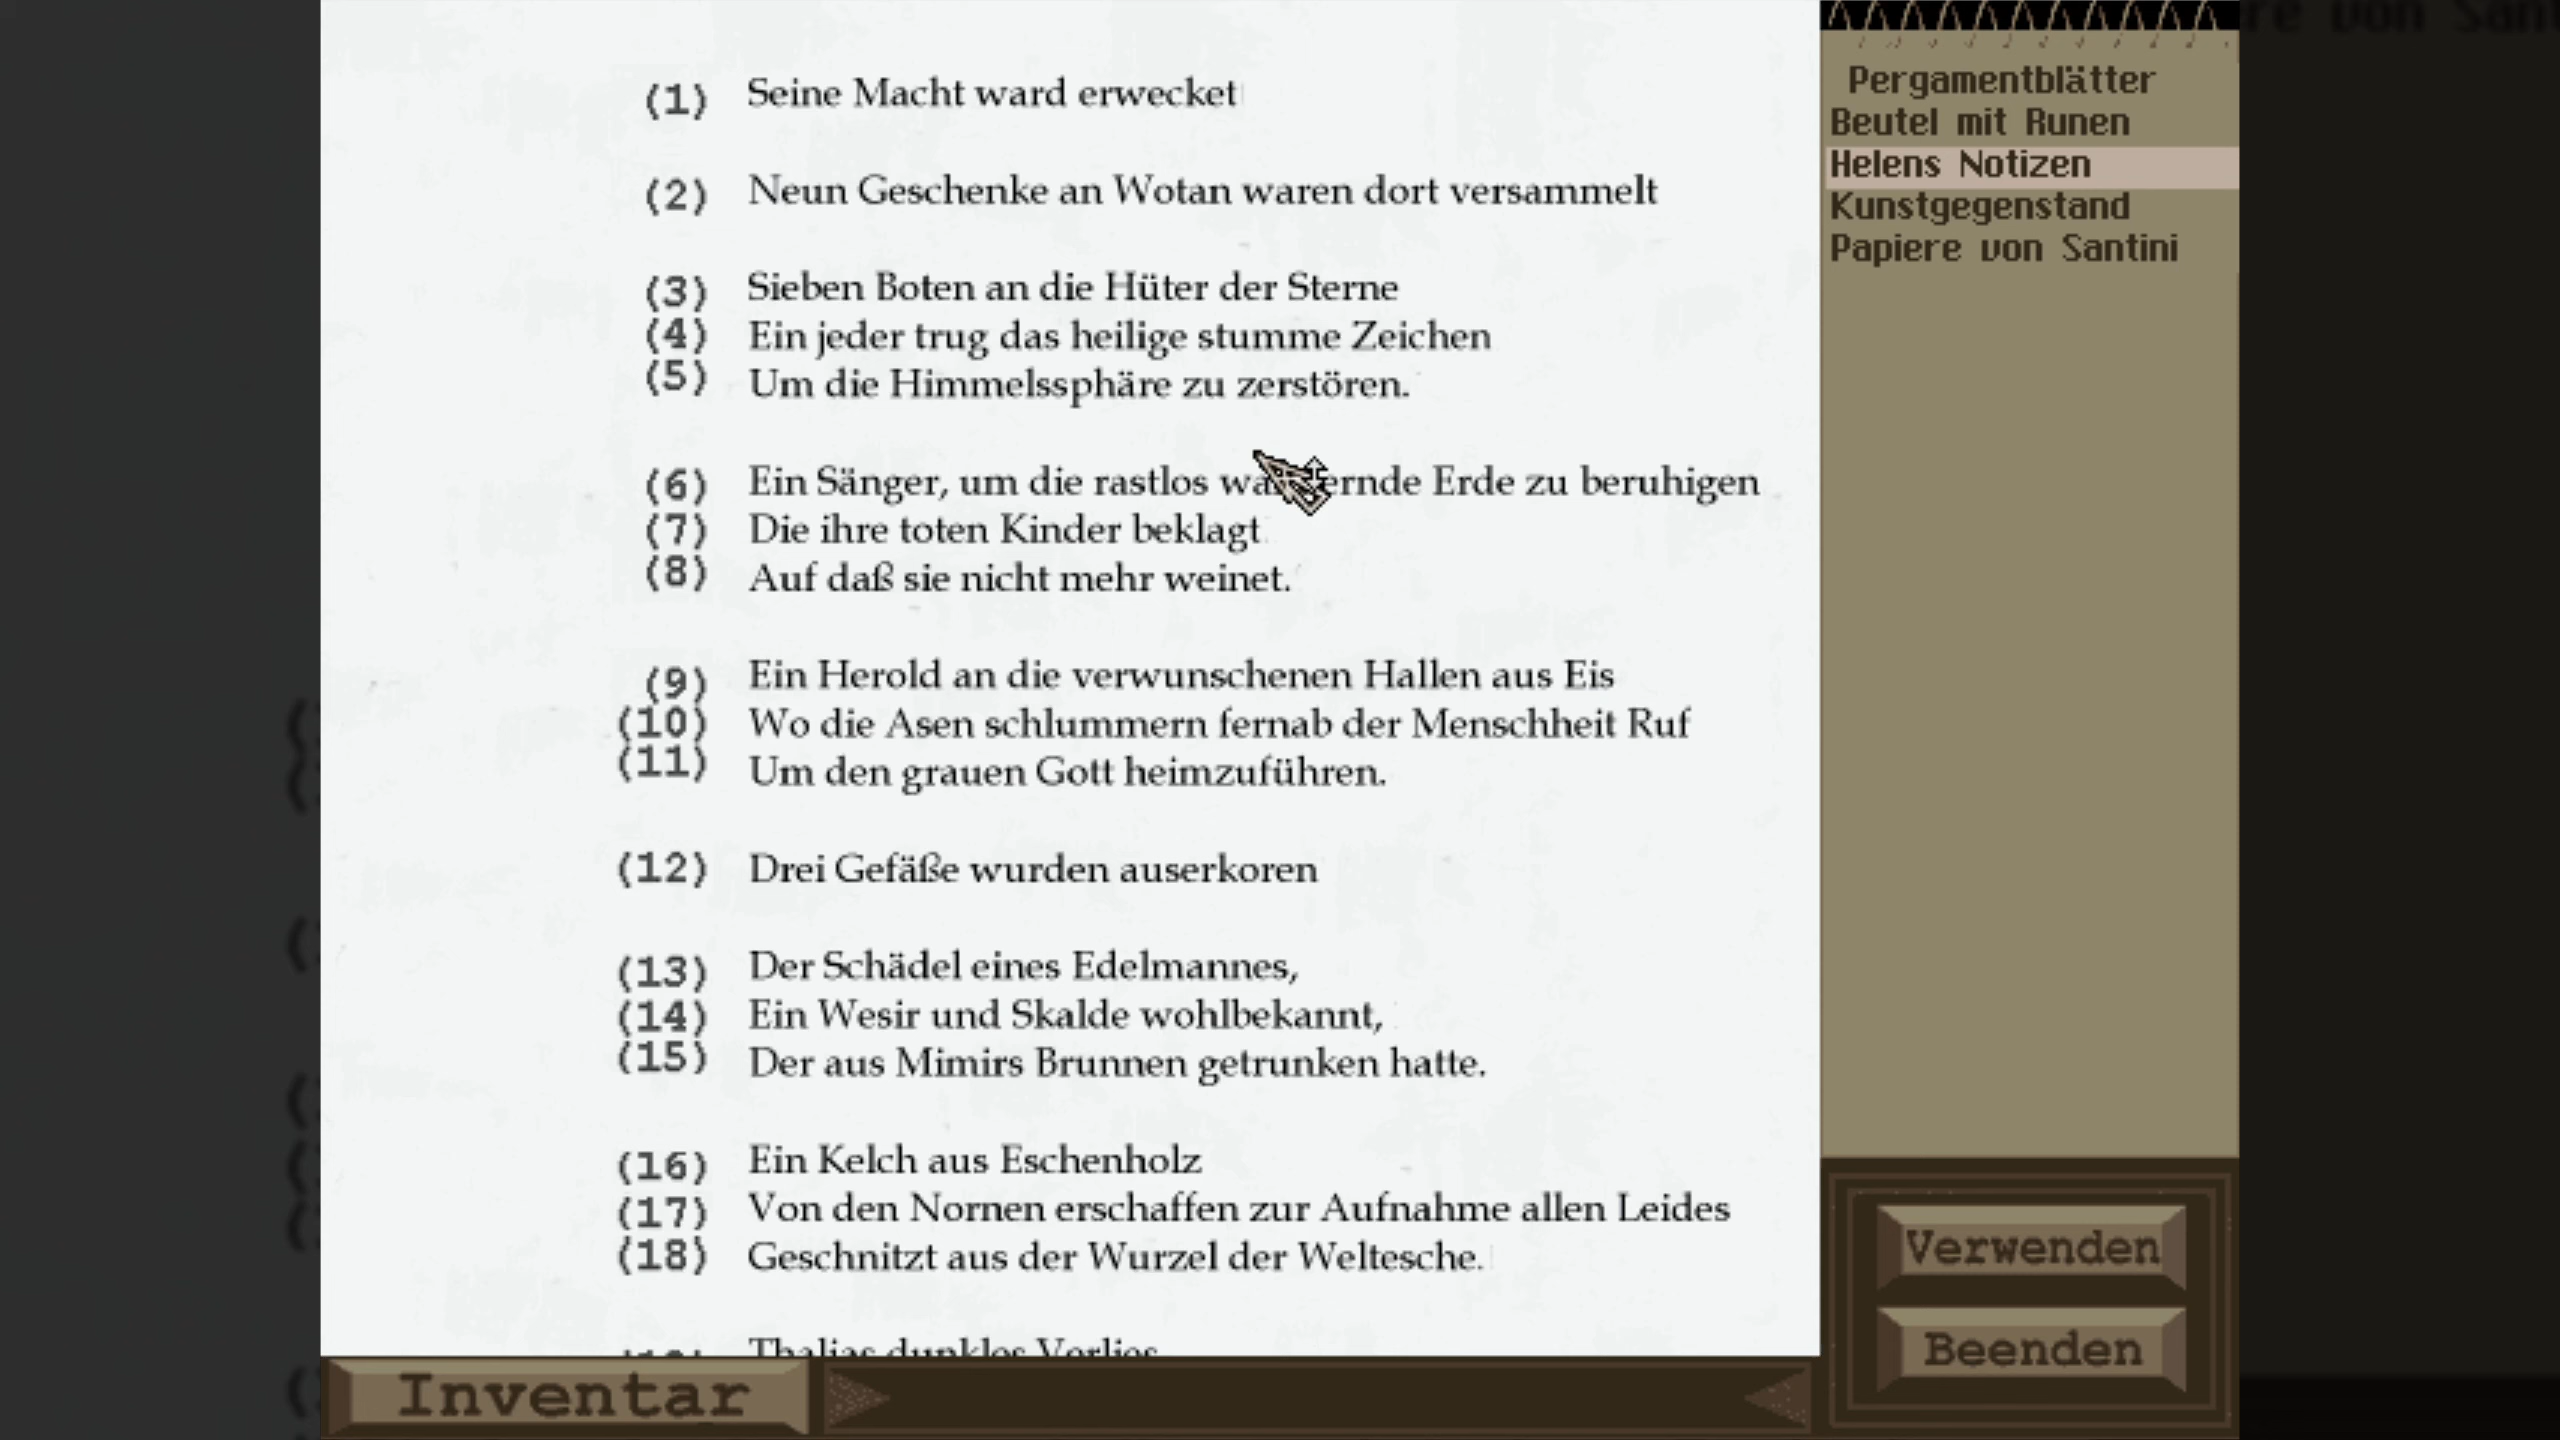 (1) Seine Macht ward erwecket
(2) Neun Geschenke an Wotan waren dort versammelt
(3) Sieben Boten an die Hüter der Sterne
(4) Ein jeder trug das heilige stumme Zeichen
(5) Um die Himmelssphäre zu zerstören.
(6) Ein Sänger, um die rastlos Erde zu beruhigen
(7) Die ihre toten Kinder beklagt
(8) Auf daß sie nicht mehr weinet.
(9) Ein Herold an die verwunschenen Hallen aus Eis
(10) Wo die Asen schlummern fernab der Menschheit Ruf
(11) Um den grauen Gott heimzuführen.
(12) Drei Gefäße wurden auserkoren
(13) Der Schädel eines Edelmannes,
(14) Ein Wesir und Skalde wohlbekannt,
(15) Der aus Mimirs Brunnen getrunken hatte.
(16) Ein Kelch aus Eschenholz
(17) Von den Nornen erschaffen zur Aufnahme allen Leides
(18) Geschnitzt aus der Wurzel der Weltesche.
Thalias dunkles Verlies
Inventar
Pergamentblätter
Beutel mit Runen
Helens Notizen
Kunstgegenstand
Papiere von Santini
Verwenden
Beenden